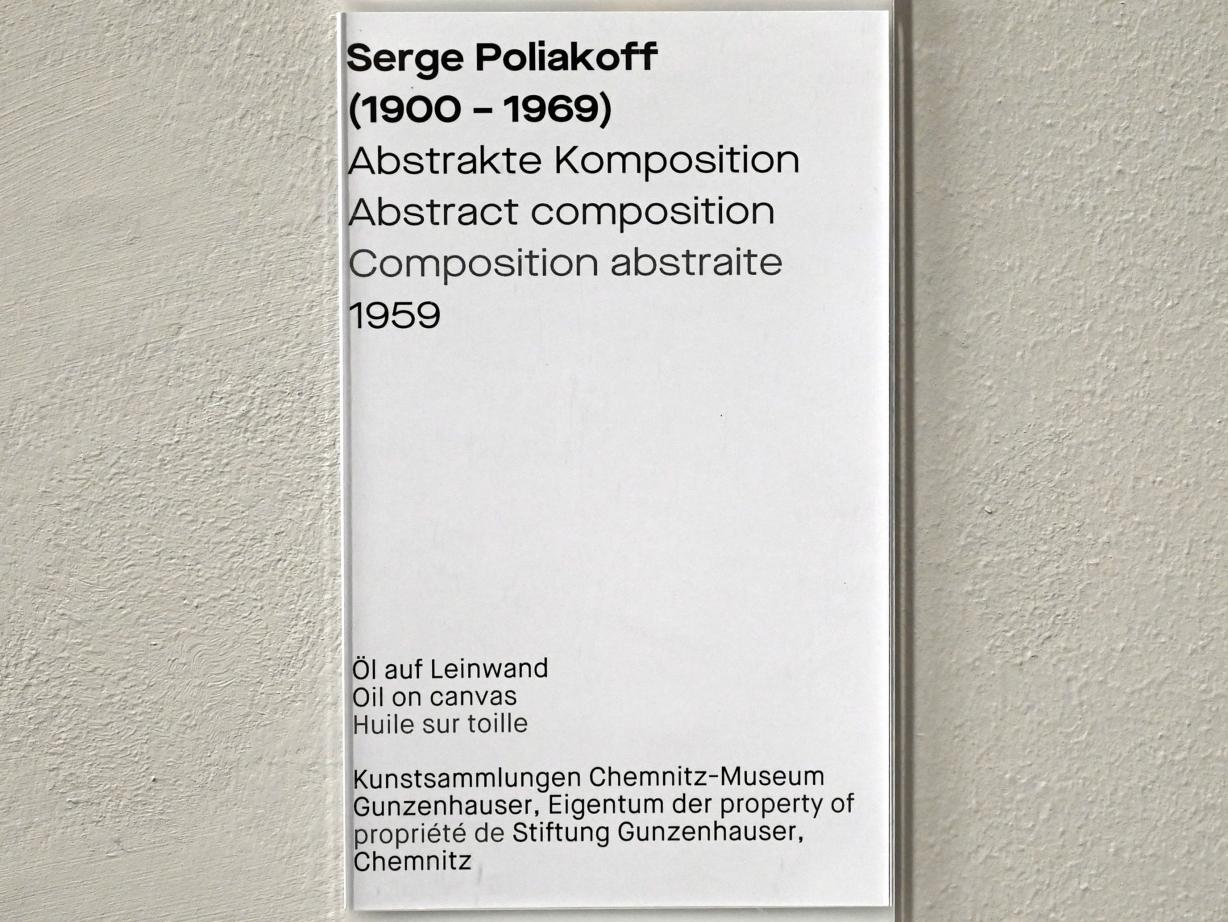 Serge Poliakoff
(1900 – 1969)
Abstrakte Komposition
Abstract composition
Composition abstraite
1959
Öl auf Leinwand
Oil on canvas
Huile sur toille
Kunstsammlungen Chemnitz-Museum
Gunzenhauser, Eigentum der property of
propriété de Stiftung Gunzenhauser,
Chemnitz